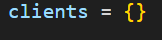 clients = {}